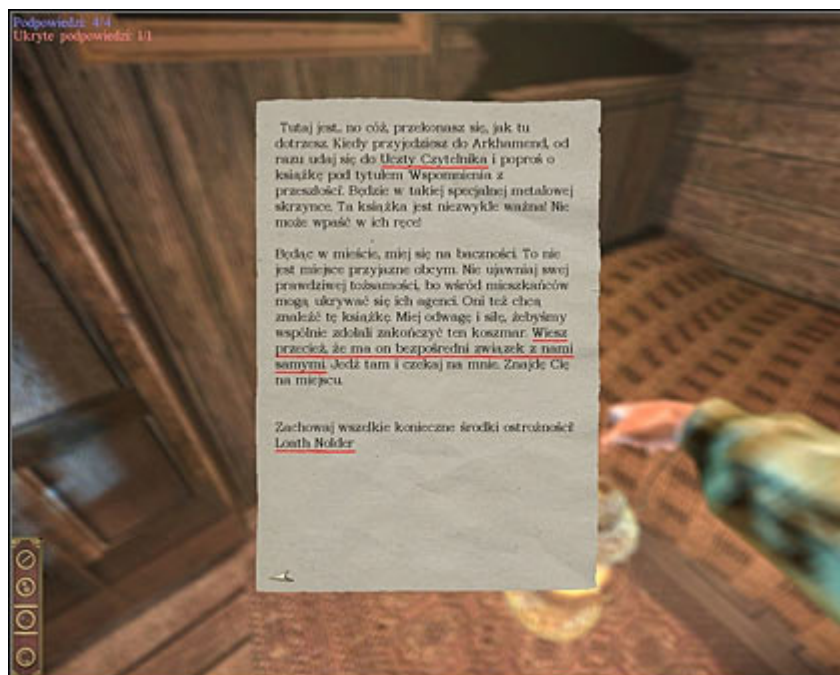 Podpowiedzi: 4/4
Ukryte podpowiedzi: 1/1
Tutaj jest.. no cóż, przekonasz się, jak tu
dotrzesz. Kiedy przyjedziesz do Arkhamend, od
razu udaj się do Uczty Czytelnika i poproś o
książkę pod tytułem Wspomnienia z
przeszłości. Będzie w takiej specjalnej metalowej
skrzynce. Ta książka jest niezwykle ważna! Nie
może wpaść w ich ręce!
Będąc w mieście, miej się na baczności. To nie
jest miejsce przyjazne obcym. Nie ujawniaj swej
prawdziwej tożsamości, bo wśród mieszkańców
mogą ukrywać się ich agenci. Oni też chcą
znaleźć tę książkę. Miej odwagę i siłę, żebyśmy
wspólnie zdołali zakończyć ten koszmar. Wiesz
przecież, że ma on bezpośredni związek z nami
samymi. Jedź tam i czekaj na mnie. Znajdę Cię
na miejscu.
Zachowaj wszelkie konieczne środki ostrożności!
Loath Nolder